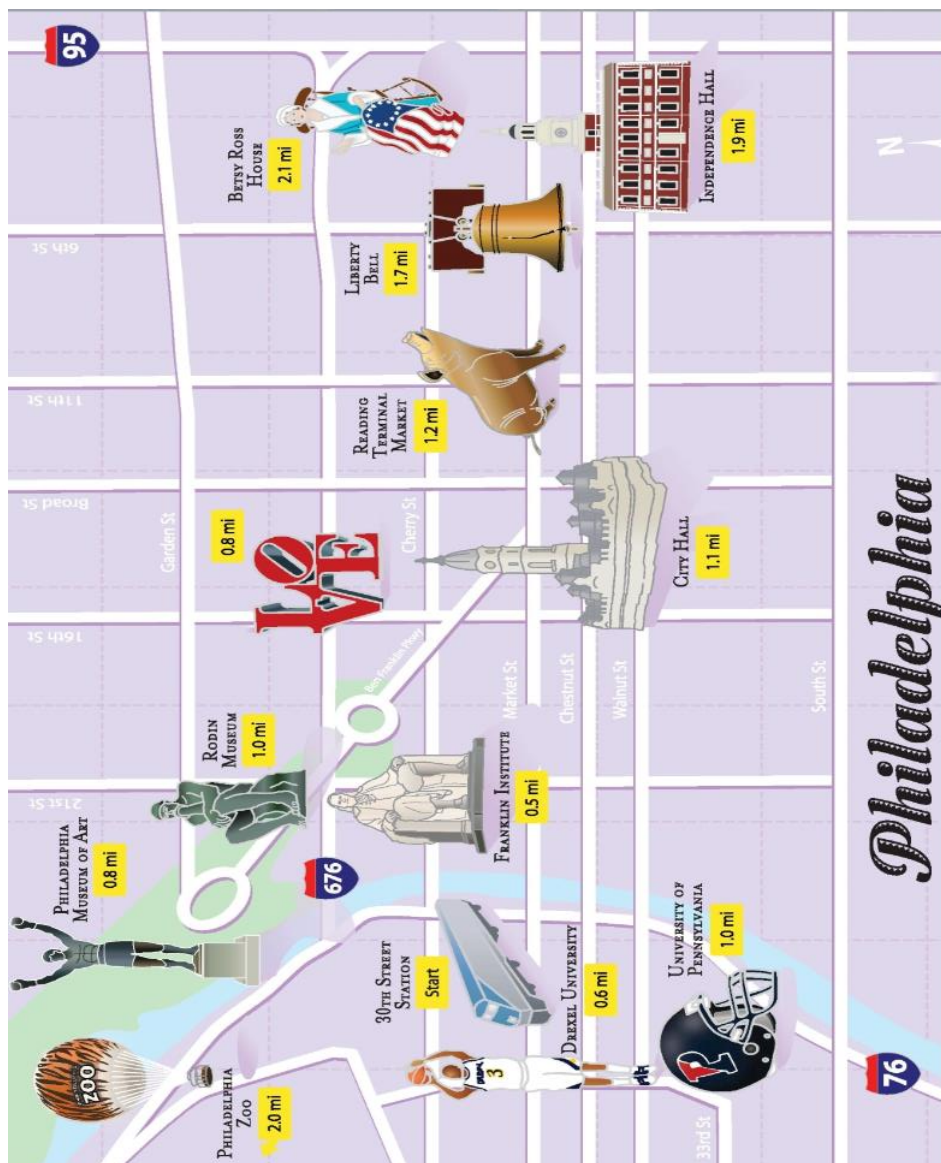 ZOO
PHILADELPHIA
ZOO
2.0 mi
PHILADELPHIA
MUSEUM OF ART
0.8 mi
21st St
16th St
Broad St
11th St
6th St
95
RODIN
MUSEUM
1.0 mi
Garden St
LOVE
0.8 mi
BETSY ROSS
HOUSE
2.1 mi
676
Ben Franklin Pkwy
30TH STREET
STATION
Start
READING
TERMINAL
MARKET
1.2 mi
LIBERTY
BELL
1.7 mi
Cherry St
3
FRANKLIN INSTITUTE
0.5 mi
Market St
DREXEL UNIVERSITY
0.6 mi
Chestnut St
Walnut St
CITY HALL
1.1 mi
INDEPENDENCE HALL
1.9 mi
P
UNIVERSITY OF
PENNSYLVANIA
1.0 mi
33rd St
South St
76
Philadelphia
N